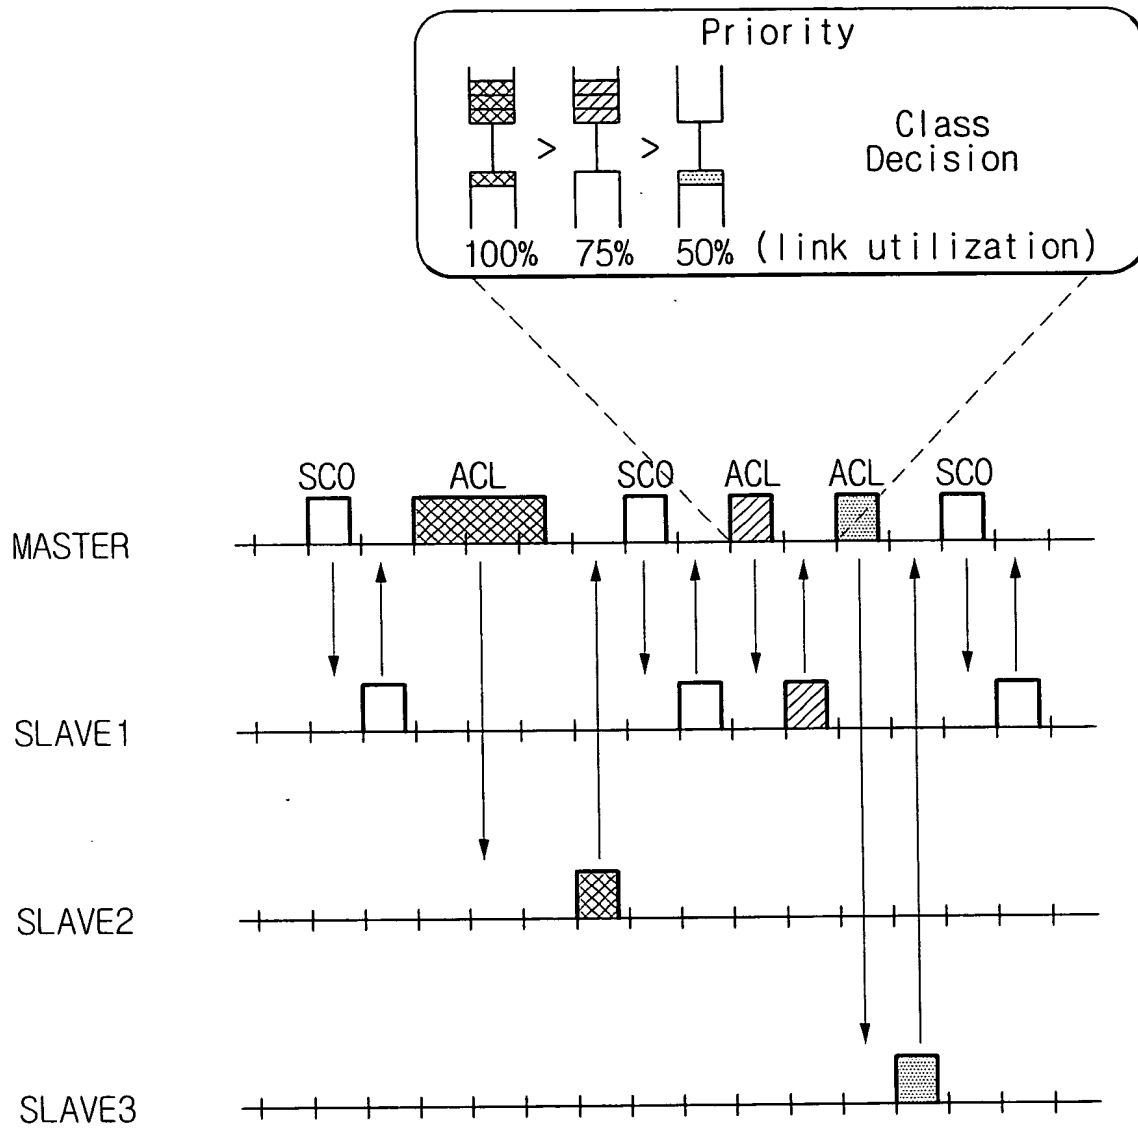 Priority
> >
Class
Decision
100% 75% 50% (link utilization)
SCO ACL SCO ACL ACL SCO
MASTER
SLAVE1
SLAVE2
SLAVE3